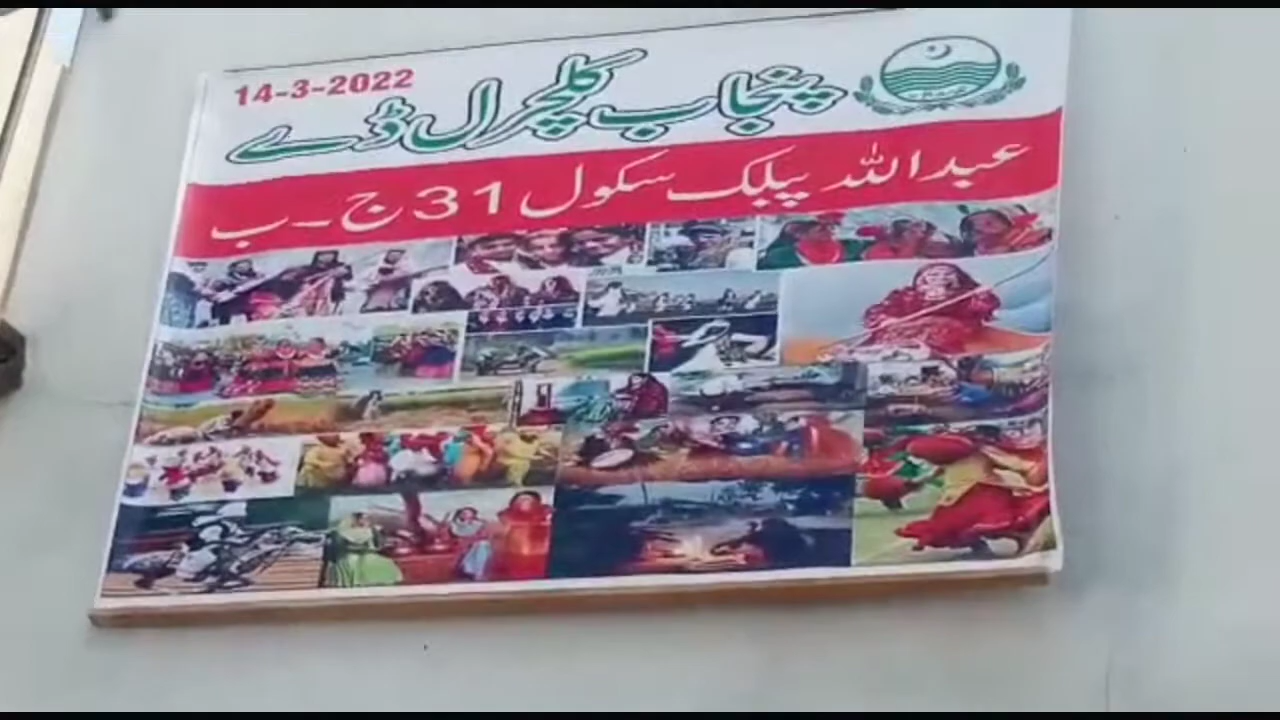 14-3-2022
پنجاب کلچرل ڈے
عبداللہ پبلک سکول 31 ج ۔ ب